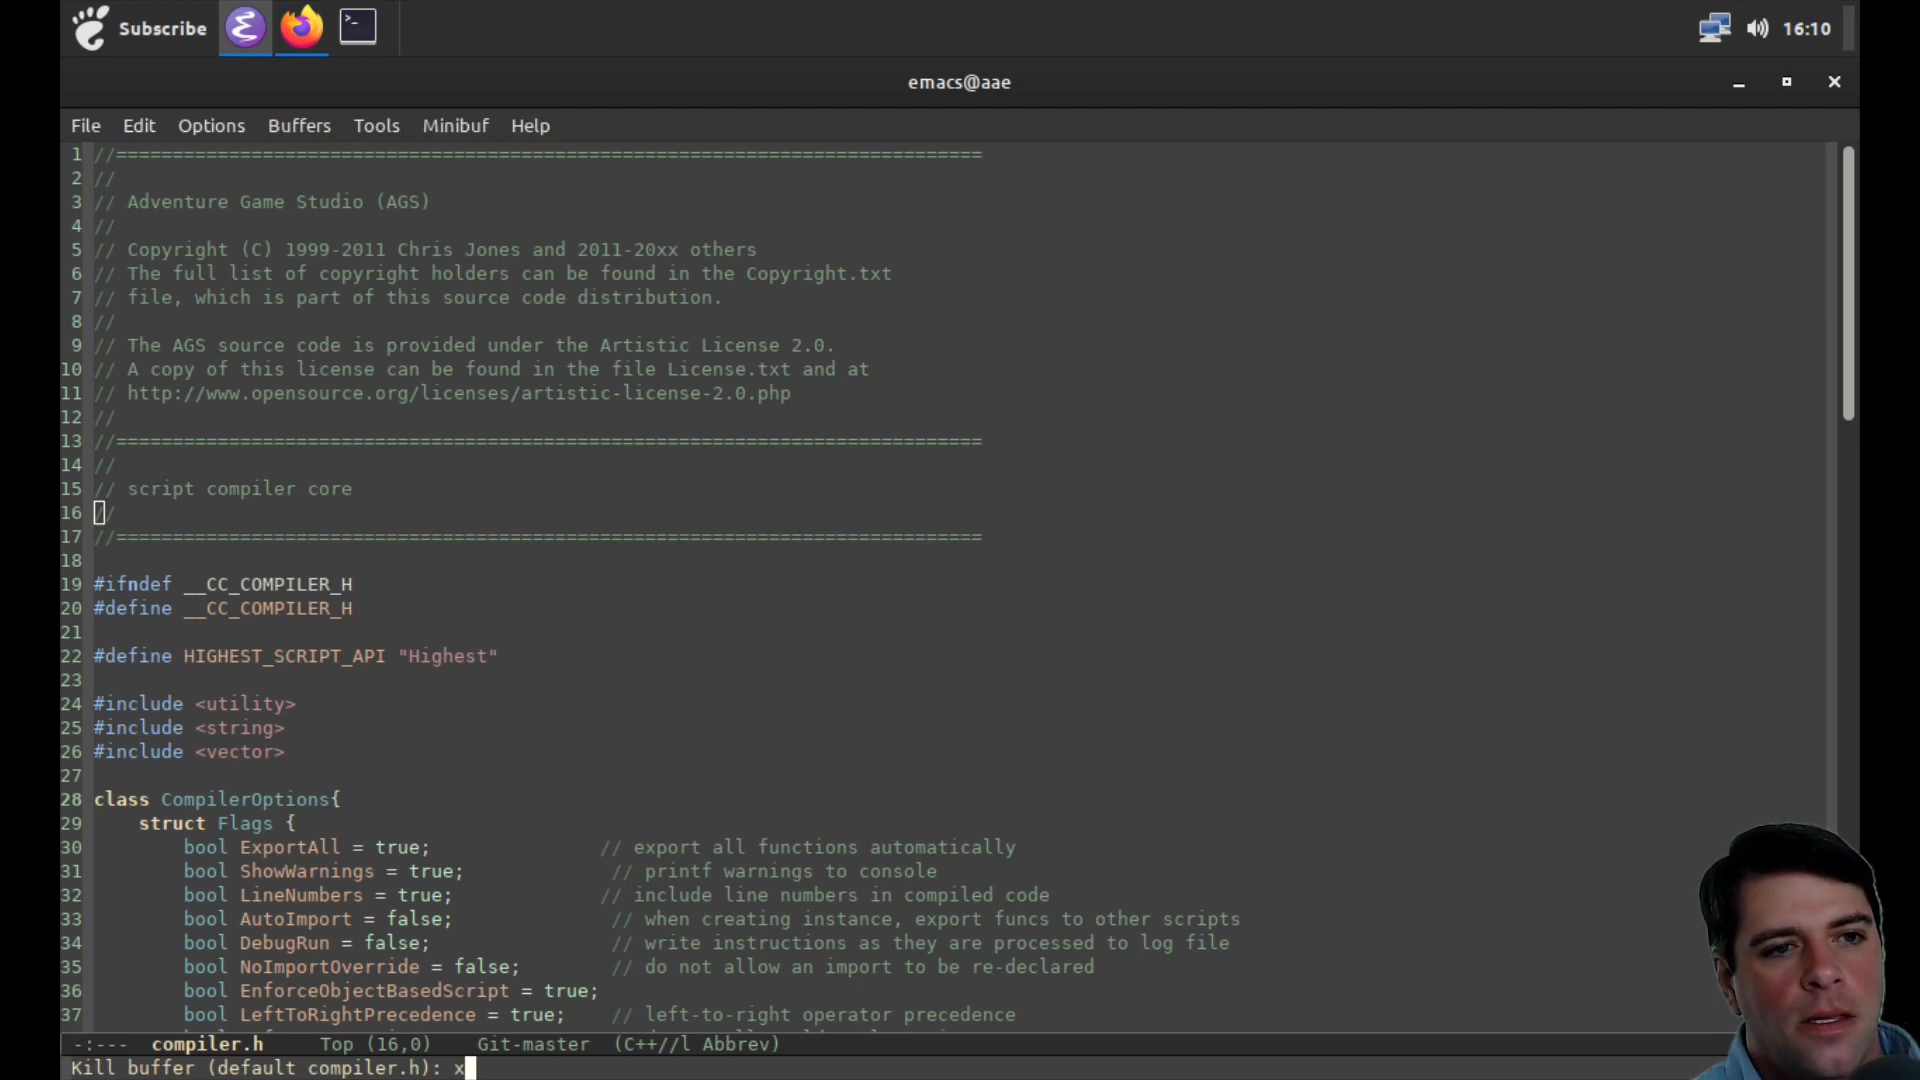 Subscribe
16:10
emacs@aae
File Edit Options Buffers Tools Minibuf Help
1 //=============================================================================
2 //
3 // Adventure Game Studio (AGS)
4 //
5 // Copyright (C) 1999-2011 Chris Jones and 2011-20xx others
6 // The full list of copyright holders can be found in the Copyright.txt
7 // file, which is part of this source code distribution.
8 //
9 // The AGS source code is provided under the Artistic License 2.0.
10 // A copy of this license can be found in the file License.txt and at
11 // http://www.opensource.org/licenses/artistic-license-2.0.php
12 //
13 //=============================================================================
14 //
15 // script compiler core
16 //
17 //=============================================================================
18
19 #ifndef __CC_COMPILER_H
20 #define __CC_COMPILER_H
21
22 #define HIGHEST_SCRIPT_API "Highest"
23
24 #include <utility>
25 #include <string>
26 #include <vector>
27
28 class CompilerOptions{
29 struct Flags {
30 bool ExportAll = true; // export all functions automatically
31 bool ShowWarnings = true; // printf warnings to console
32 bool LineNumbers = true; // include line numbers in compiled code
33 bool AutoImport = false; // when creating instance, export funcs to other scripts
34 bool DebugRun = false; // write instructions as they are processed to log file
35 bool NoImportOverride = false; // do not allow an import to be re-declared
36 bool EnforceObjectBasedScript = true;
37 bool LeftToRightPrecedence = true; // left-to-right operator precedence
-:--- compiler.h Top (16,0) Git-master (C++//l Abbrev)
Kill buffer (default compiler.h): x